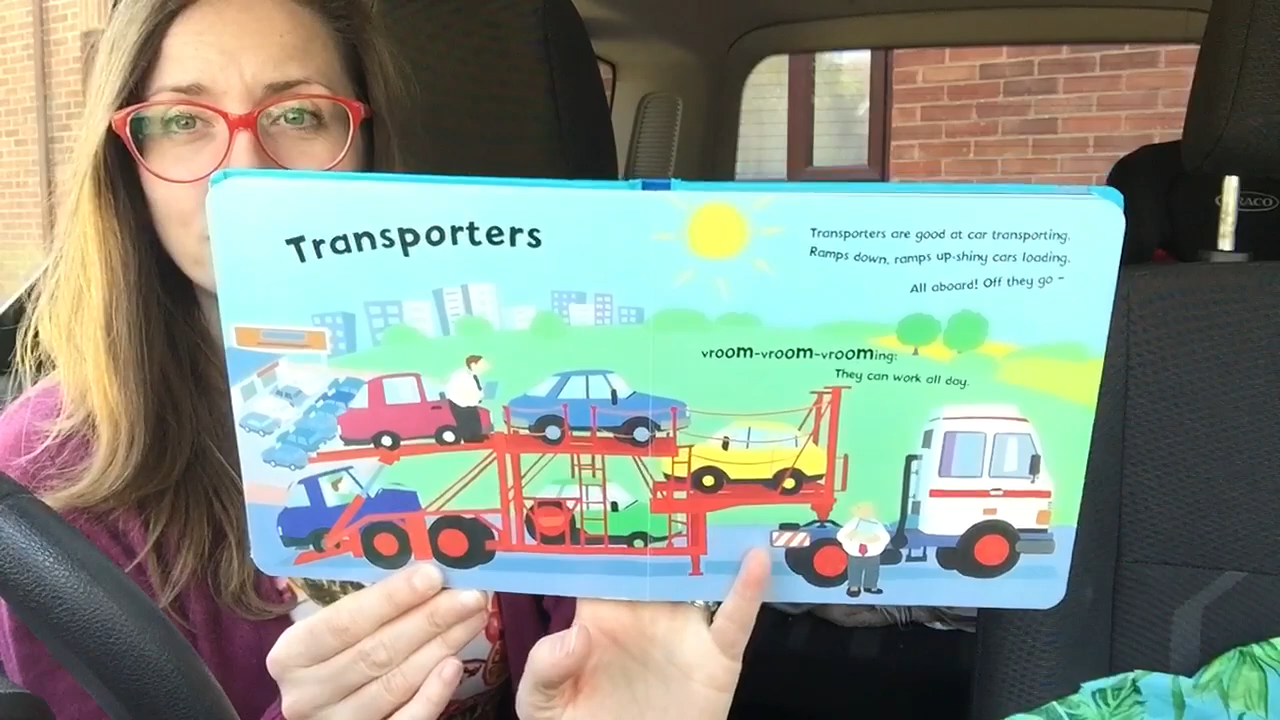 Transporters
Transporters are good at car transporting.
Ramps down, ramps up-shiny cars loading.
All aboard! Off they go –
vroom-vroom-vrooming:
They can work all day.
RACO